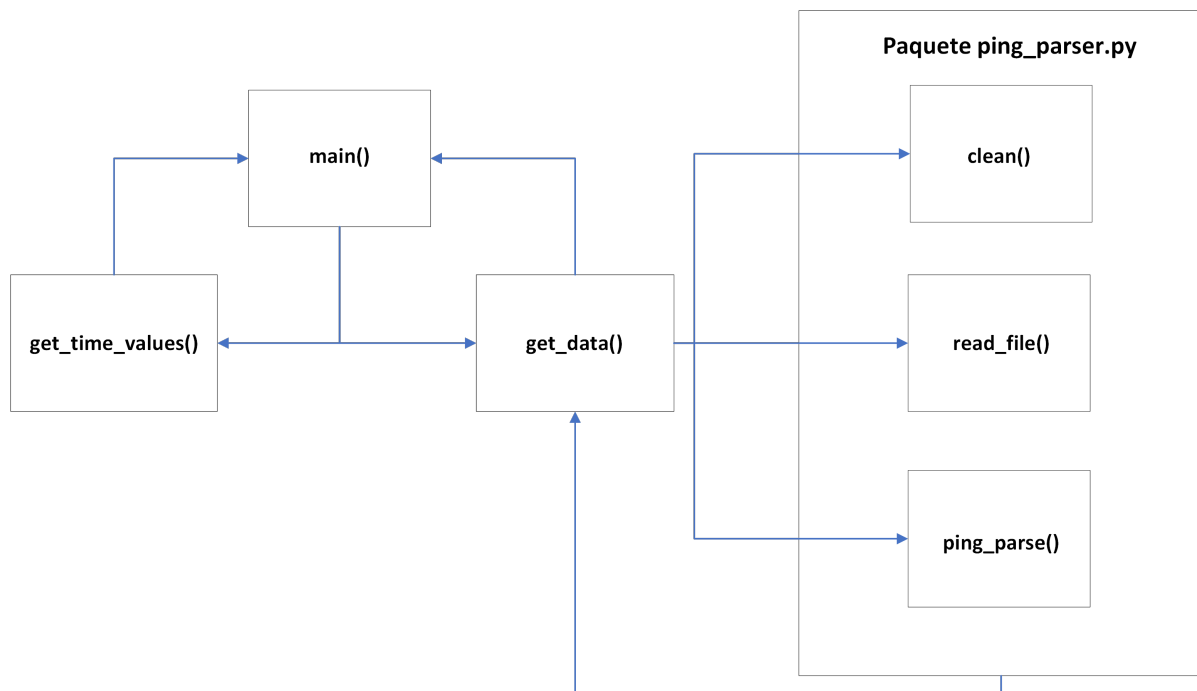 Paquete ping_parser.py
main()
clean()
get_time_values()
get_data()
read_file()
ping_parse()